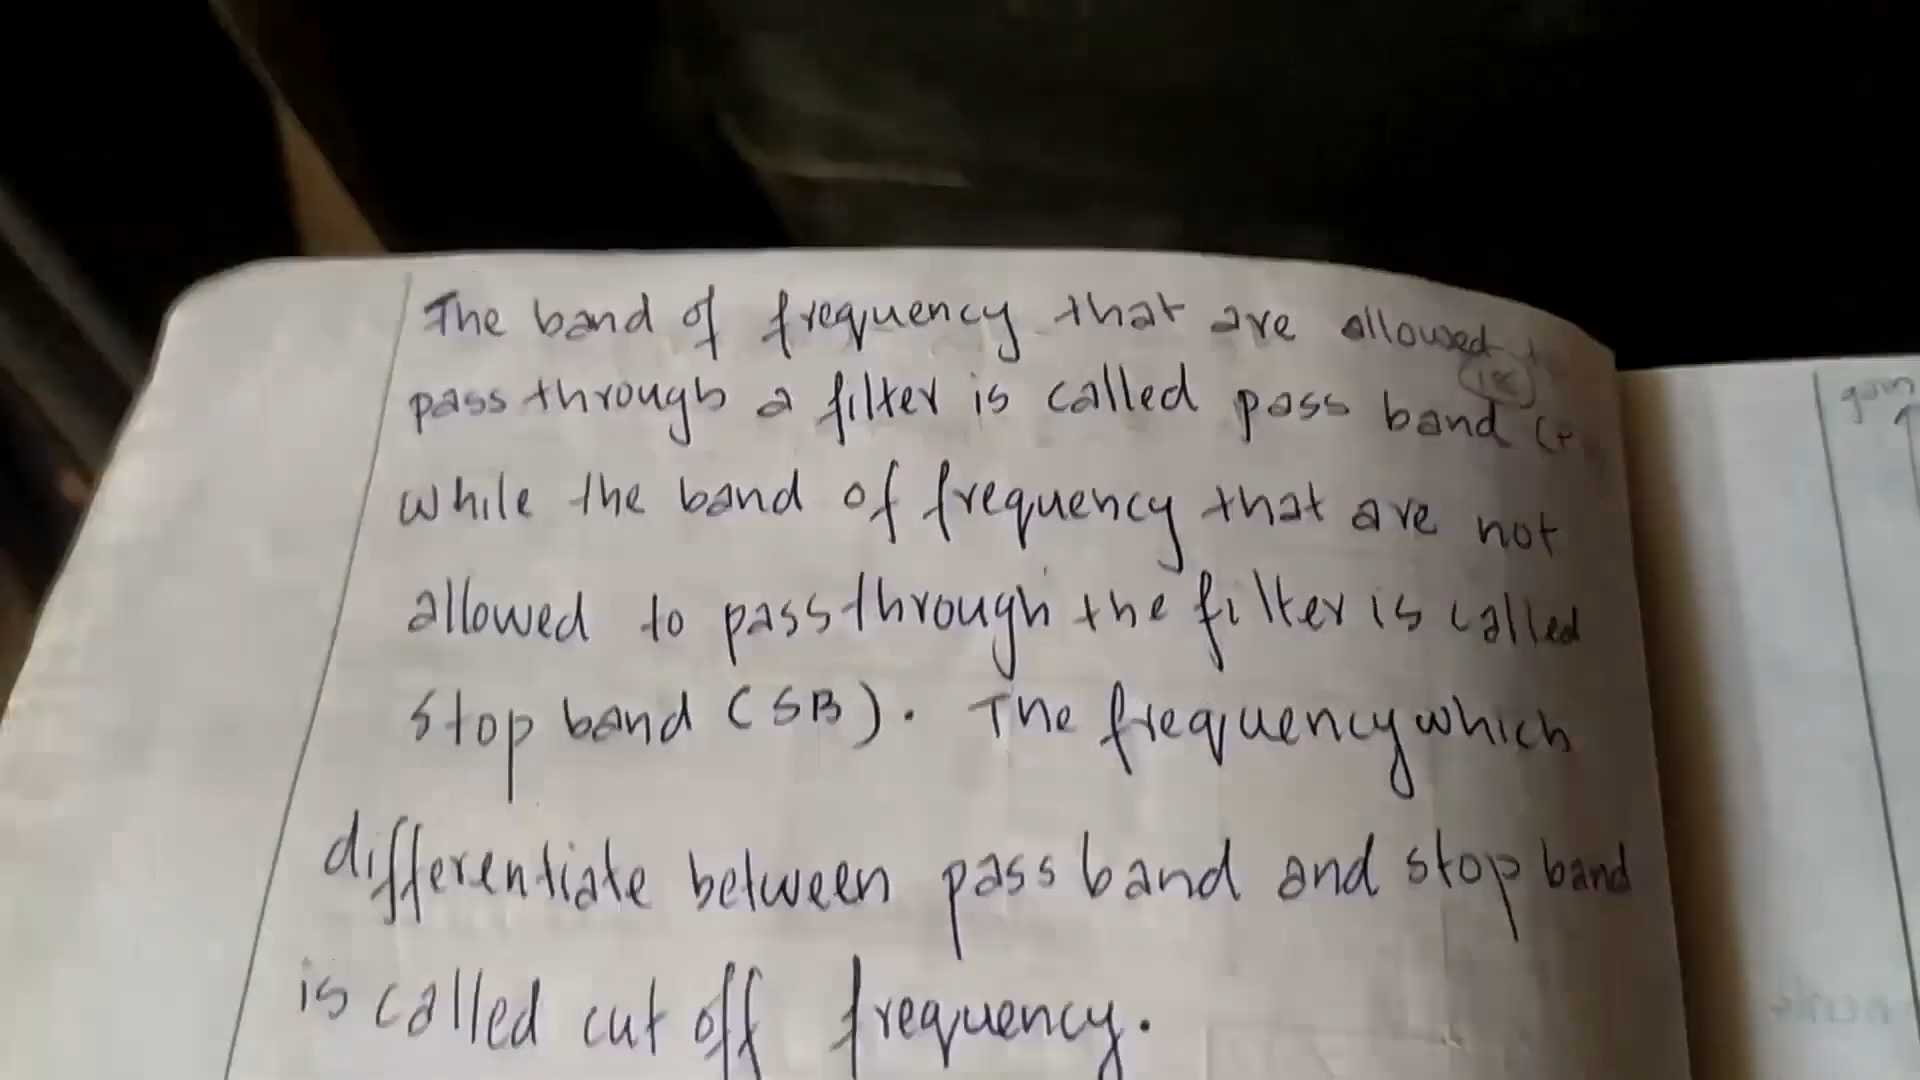 The band of frequency that are allowed to
pass through a filter is called pass band (P
while the band of frequency that are not
allowed to pass through the filter is called
stop band (SB). The frequency which
differentiate between pass band and stop band
is called cut off frequency.
gain